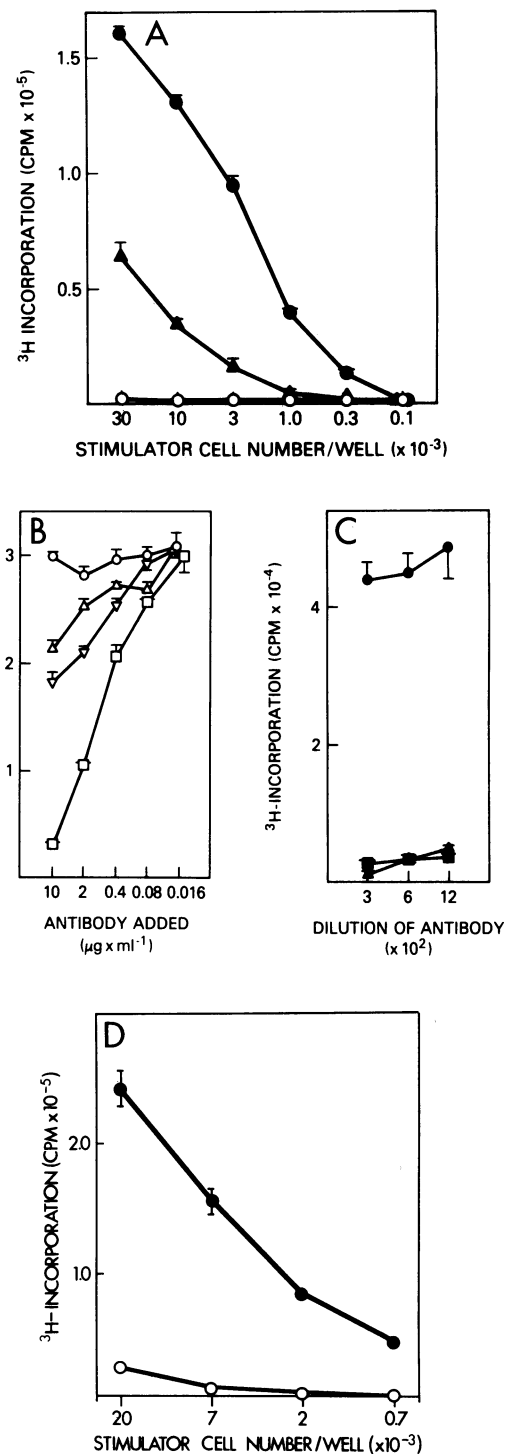 A
³H INCORPORATION (CPM x 10⁻⁵)
1.5
1.0
0.5
30 10 3 1.0 0.3 0.1
STIMULATOR CELL NUMBER/WELL (x 10⁻³)
B
3
2
1
10 2 0.4 0.08 0.016
ANTIBODY ADDED
(µg x ml⁻¹)
C
³H-INCORPORATION (CPM x 10⁻⁴)
4
2
3 6 12
DILUTION OF ANTIBODY
(x 10²)
D
³H-INCORPORATION (CPM x 10⁻⁵)
2.0
1.0
20 7 2 0.7
STIMULATOR CELL NUMBER/WELL (x10⁻³)